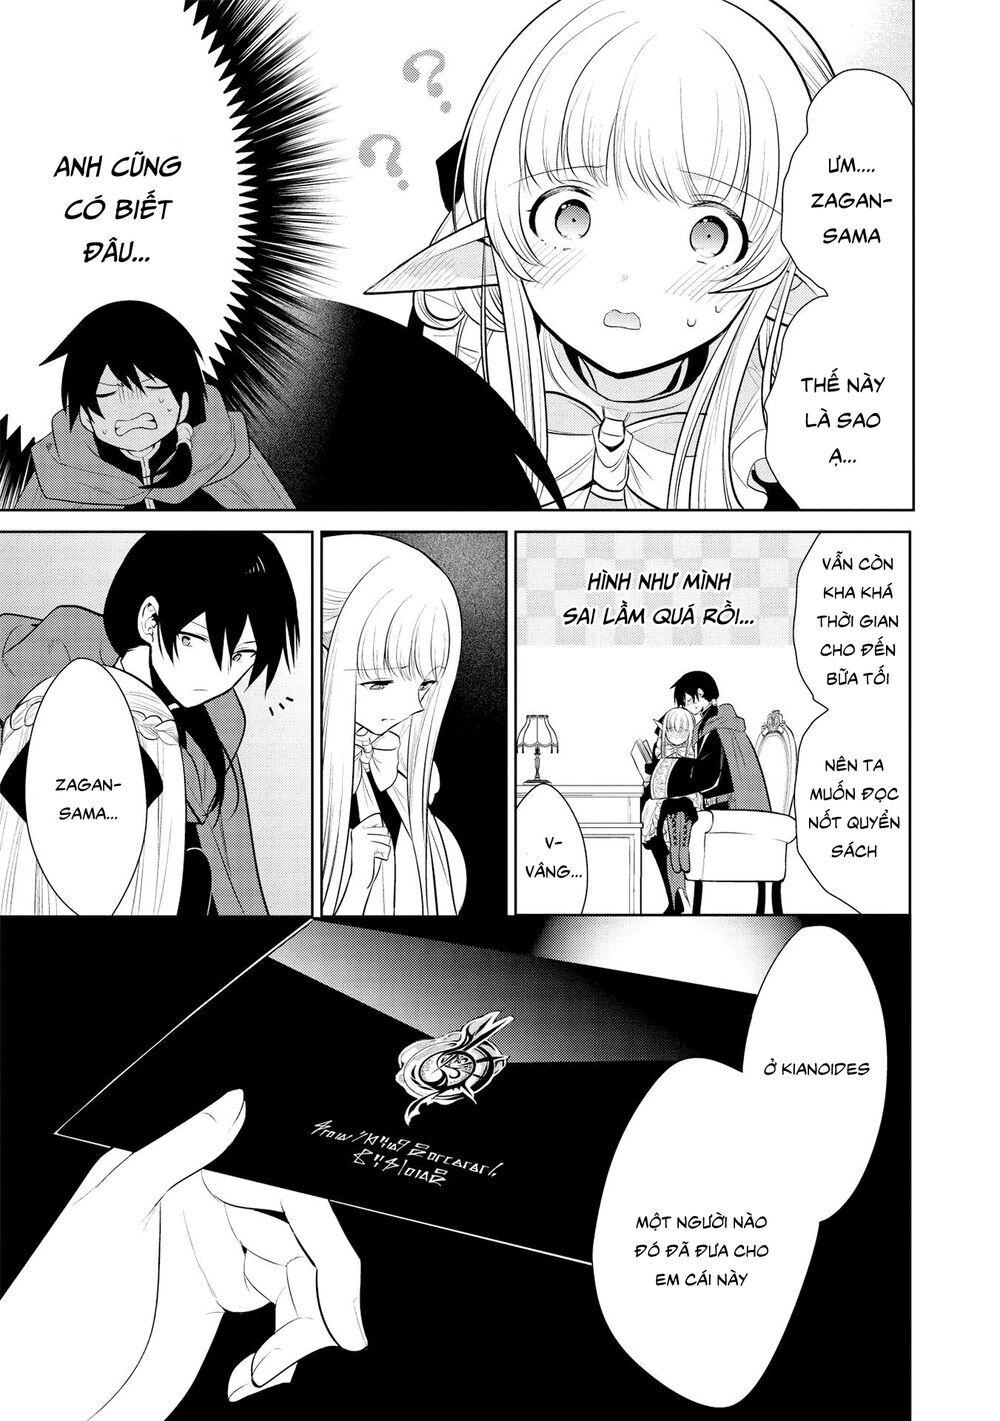 ƯM....
ZAGAN-
SAMA
THẾ NÀY
LÀ SAO
Ạ...
ANH CŨNG
CÓ BIẾT
ĐÂU...
VẪN CÒN
KHA KHÁ
THỜI GIAN
CHO ĐẾN
BỮA TỐI
NÊN TA
MUỐN ĐỌC
NỐT QUYỂN
SÁCH
HÌNH NHƯ MÌNH
SAI LẦM QUÁ RỒI...
V-
VÂNG...
ZAGAN-
SAMA...
Ở KIANOIDES
MỘT NGƯỜI NÀO
ĐÓ ĐÃ ĐƯA CHO
EM CÁI NÀY